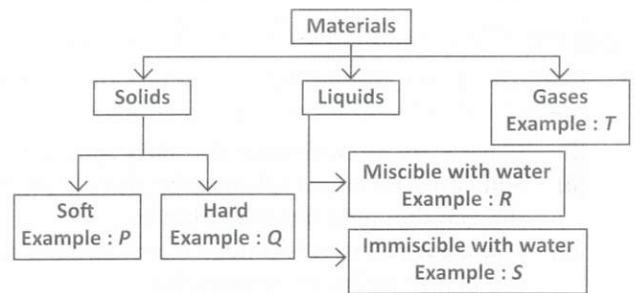 Materials
Solids
Liquids
Gases
Example : T
Soft
Example : P
Hard
Example : Q
Miscible with water
Example : R
Immiscible with water
Example : S